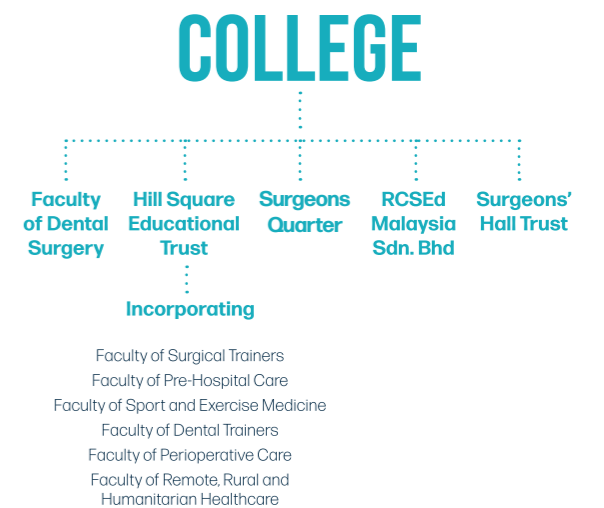 COLLEGE
Faculty
of Dental
Surgery
Hill Square
Educational
Trust
Surgeons
Quarter
RCSEd
Malaysia
Sdn. Bhd
Surgeons’
Hall Trust
Incorporating
Faculty of Surgical Trainers
Faculty of Pre-Hospital Care
Faculty of Sport and Exercise Medicine
Faculty of Dental Trainers
Faculty of Perioperative Care
Faculty of Remote, Rural and
Humanitarian Healthcare